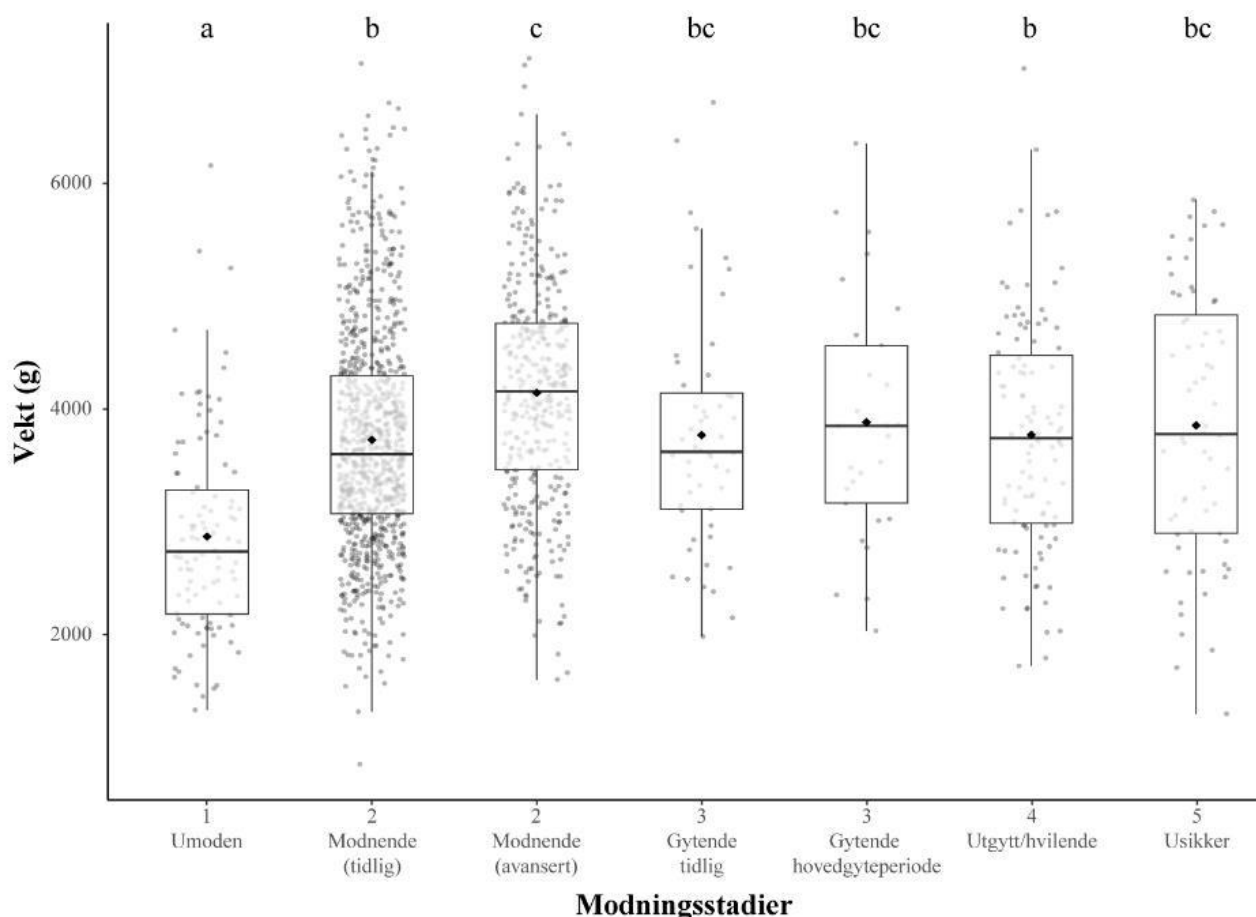 a b c bc bc b bc
6000
4000
2000
Vekt (g)
1 2 2 3 3 4 5
Umoden Modnende Modnende Gytende Gytende Utgytt/hvilende Usikker
(tidlig) (avansert) tidlig hovedgyteperiode
Modningsstadier